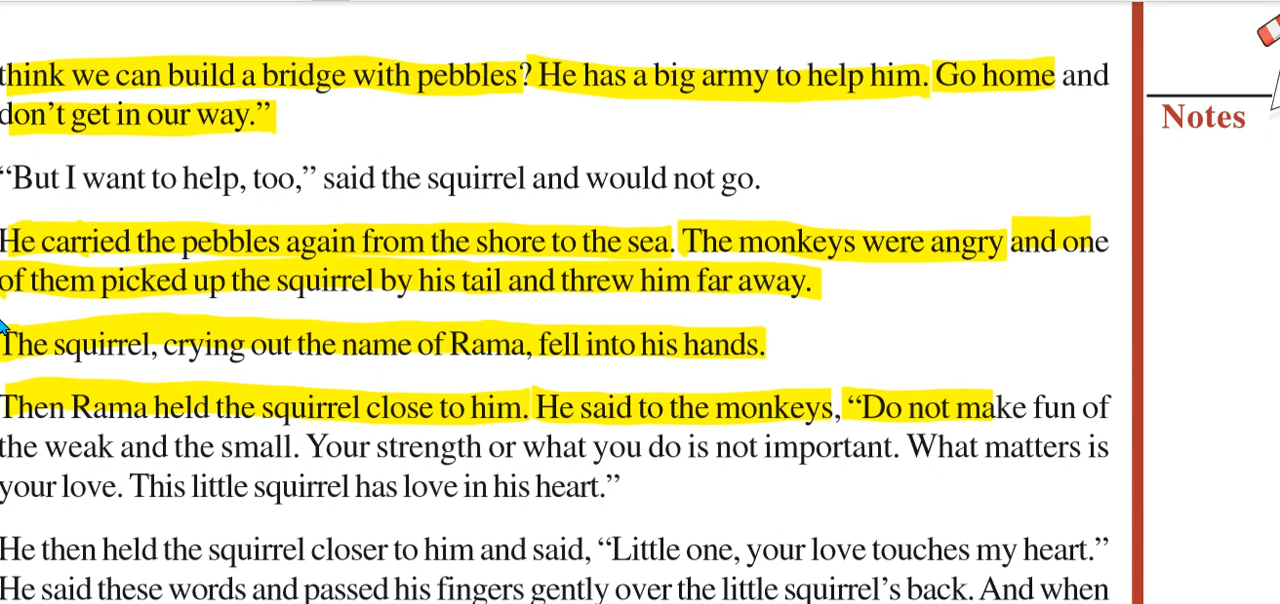 think we can build a bridge with pebbles? He has a big army to help him. Go home and
don’t get in our way.”
“But I want to help, too,” said the squirrel and would not go.
He carried the pebbles again from the shore to the sea. The monkeys were angry and one
of them picked up the squirrel by his tail and threw him far away.
The squirrel, crying out the name of Rama, fell into his hands.
Then Rama held the squirrel close to him. He said to the monkeys, “Do not make fun of
the weak and the small. Your strength or what you do is not important. What matters is
your love. This little squirrel has love in his heart.”
He then held the squirrel closer to him and said, “Little one, your love touches my heart.”
He said these words and passed his fingers gently over the little squirrel’s back. And when
Notes